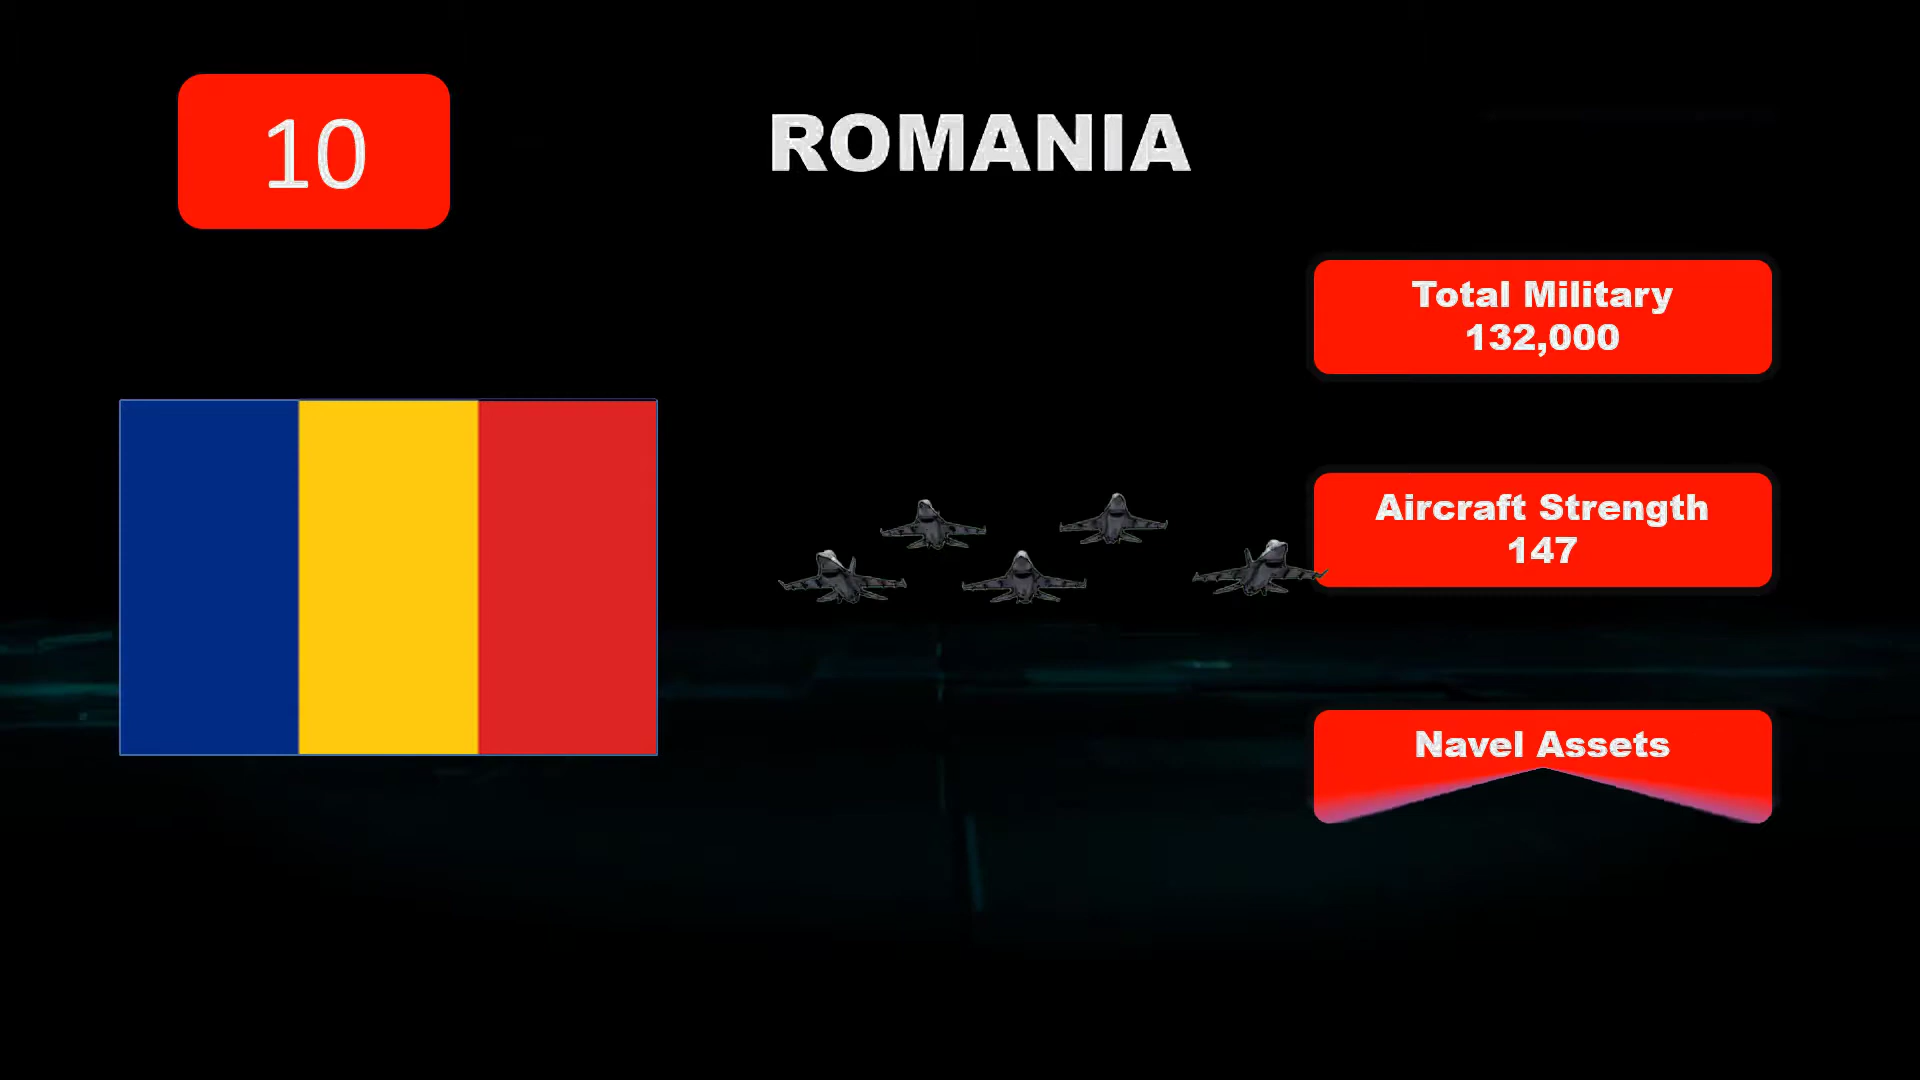 10
ROMANIA
Total Military
132,000
Aircraft Strength
147
Navel Assets